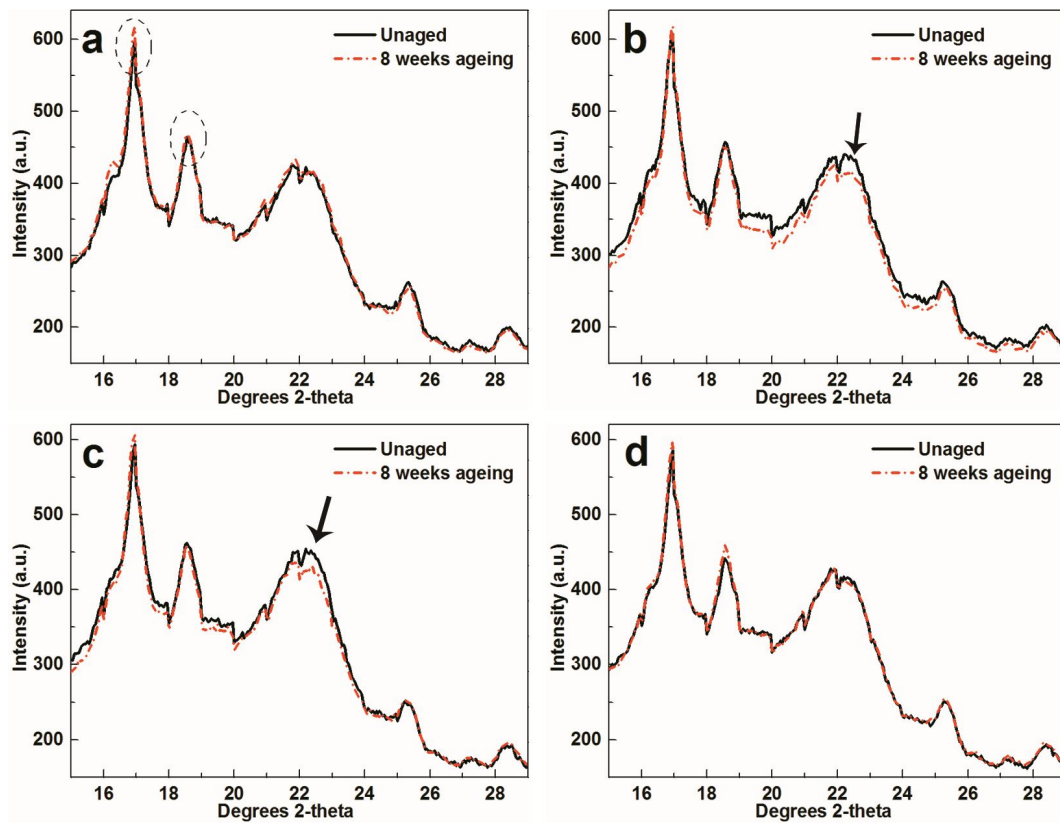 a
Unaged
8 weeks ageing
600
500
400
300
200
Intensity (a.u.)
16 18 20 22 24 26 28
Degrees 2-theta
b
Unaged
8 weeks ageing
600
500
400
300
200
Intensity (a.u.)
16 18 20 22 24 26 28
Degrees 2-theta
c
Unaged
8 weeks ageing
600
500
400
300
200
Intensity (a.u.)
16 18 20 22 24 26 28
Degrees 2-theta
d
Unaged
8 weeks ageing
600
500
400
300
200
Intensity (a.u.)
16 18 20 22 24 26 28
Degrees 2-theta